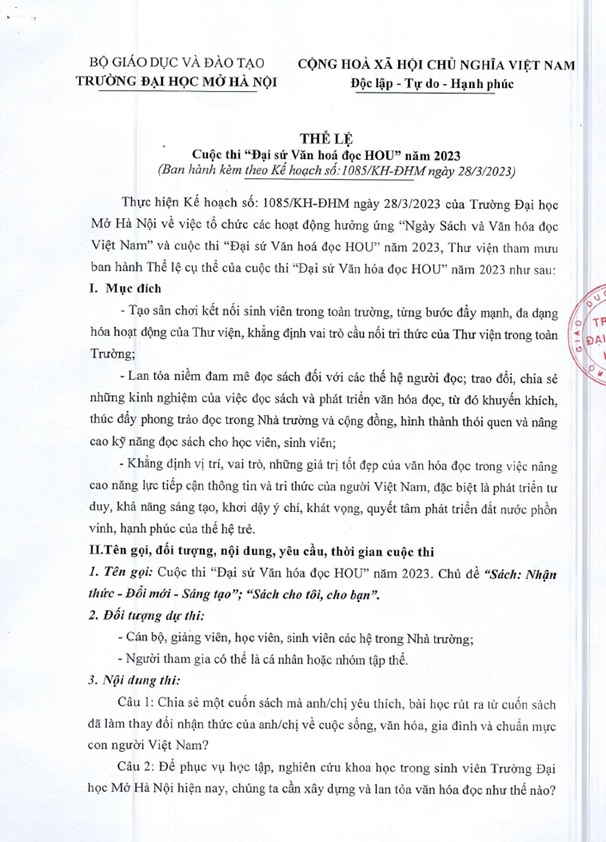 BỘ GIÁO DỤC VÀ ĐÀO TẠO
TRƯỜNG ĐẠI HỌC MỞ HÀ NỘI
CỘNG HOÀ XÃ HỘI CHỦ NGHĨA VIỆT NAM
Độc lập - Tự do - Hạnh phúc
THỂ LỆ
Cuộc thi “Đại sứ Văn hoá đọc HOU” năm 2023
(Ban hành kèm theo Kế hoạch số:1085/KH-ĐHM ngày 28/3/2023)
Thực hiện Kế hoạch số: 1085/KH-ĐHM ngày 28/3/2023 của Trường Đại học
Mở Hà Nội về việc tổ chức các hoạt động hưởng ứng “Ngày Sách và Văn hóa đọc
Việt Nam” và cuộc thi “Đại sứ Văn hoá đọc HOU” năm 2023, Thư viện tham mưu
ban hành Thể lệ cụ thể của cuộc thi “Đại sứ Văn hóa đọc HOU” năm 2023 như sau:
I. Mục đích
- Tạo sân chơi kết nối sinh viên trong toàn trường, từng bước đẩy mạnh, đa dạng
hóa hoạt động của Thư viện, khẳng định vai trò cầu nối tri thức của Thư viện trong toàn
Trường;
- Lan tỏa niềm đam mê đọc sách đối với các thế hệ người đọc; trao đổi, chia sẻ
những kinh nghiệm của việc đọc sách và phát triển văn hóa đọc, từ đó khuyến khích,
thúc đẩy phong trào đọc trong Nhà trường và cộng đồng, hình thành thói quen và nâng
cao kỹ năng đọc sách cho học viên, sinh viên;
- Khẳng định vị trí, vai trò, những giá trị tốt đẹp của văn hóa đọc trong việc nâng
cao năng lực tiếp cận thông tin và tri thức của người Việt Nam, đặc biệt là phát triển tư
duy, khả năng sáng tạo, khơi dậy ý chí, khát vọng, quyết tâm phát triển đất nước phồn
vinh, hạnh phúc của thế hệ trẻ.
II.Tên gọi, đối tượng, nội dung, yêu cầu, thời gian cuộc thi
1. Tên gọi: Cuộc thi “Đại sứ Văn hóa đọc HOU” năm 2023. Chủ đề “Sách: Nhận
thức - Đổi mới - Sáng tạo”; “Sách cho tôi, cho bạn”.
2. Đối tượng dự thi:
- Cán bộ, giảng viên, học viên, sinh viên các hệ trong Nhà trường;
- Người tham gia có thể là cá nhân hoặc nhóm tập thể.
3. Nội dung thi:
Câu 1: Chia sẻ một cuốn sách mà anh/chị yêu thích, bài học rút ra từ cuốn sách
đã làm thay đổi nhận thức của anh/chị về cuộc sống, văn hóa, gia đình và chuẩn mực
con người Việt Nam?
Câu 2: Để phục vụ học tập, nghiên cứu khoa học trong sinh viên Trường Đại
học Mở Hà Nội hiện nay, chúng ta cần xây dựng và lan tỏa văn hóa đọc như thế nào?